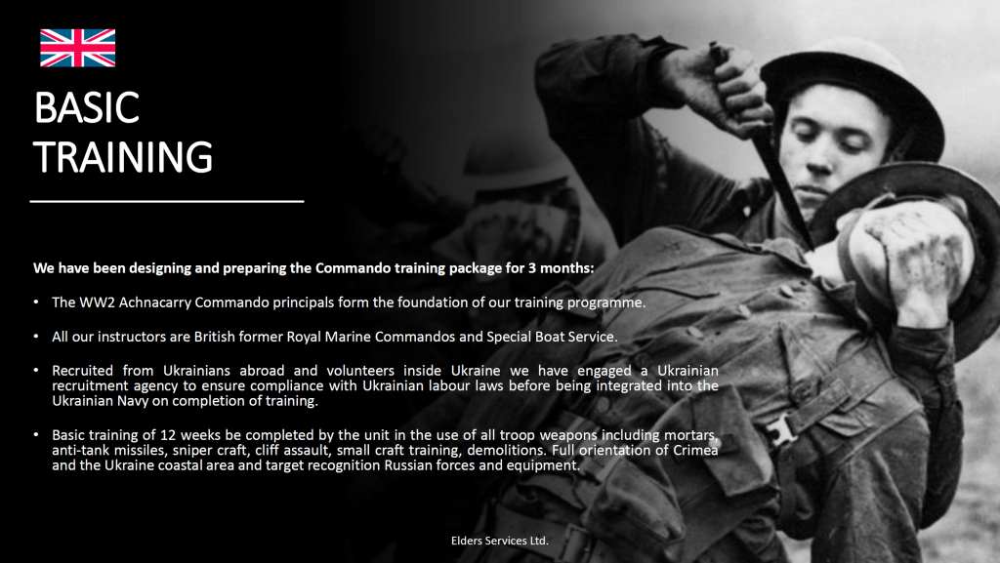 BASIC
TRAINING
We have been designing and preparing the Commando training package for 3 months:
• The WW2 Achnacarry Commando principals form the foundation of our training programme.
• All our instructors are British former Royal Marine Commandos and Special Boat Service.
• Recruited from Ukrainians abroad and volunteers inside Ukraine we have engaged a Ukrainian
recruitment agency to ensure compliance with Ukrainian labour laws before being integrated into the
Ukrainian Navy on completion of training.
• Basic training of 12 weeks be completed by the unit in the use of all troop weapons including mortars,
anti-tank missiles, sniper craft, cliff assault, small craft training, demolitions. Full orientation of Crimea
and the Ukraine coastal area and target recognition Russian forces and equipment.
Elders Services Ltd.